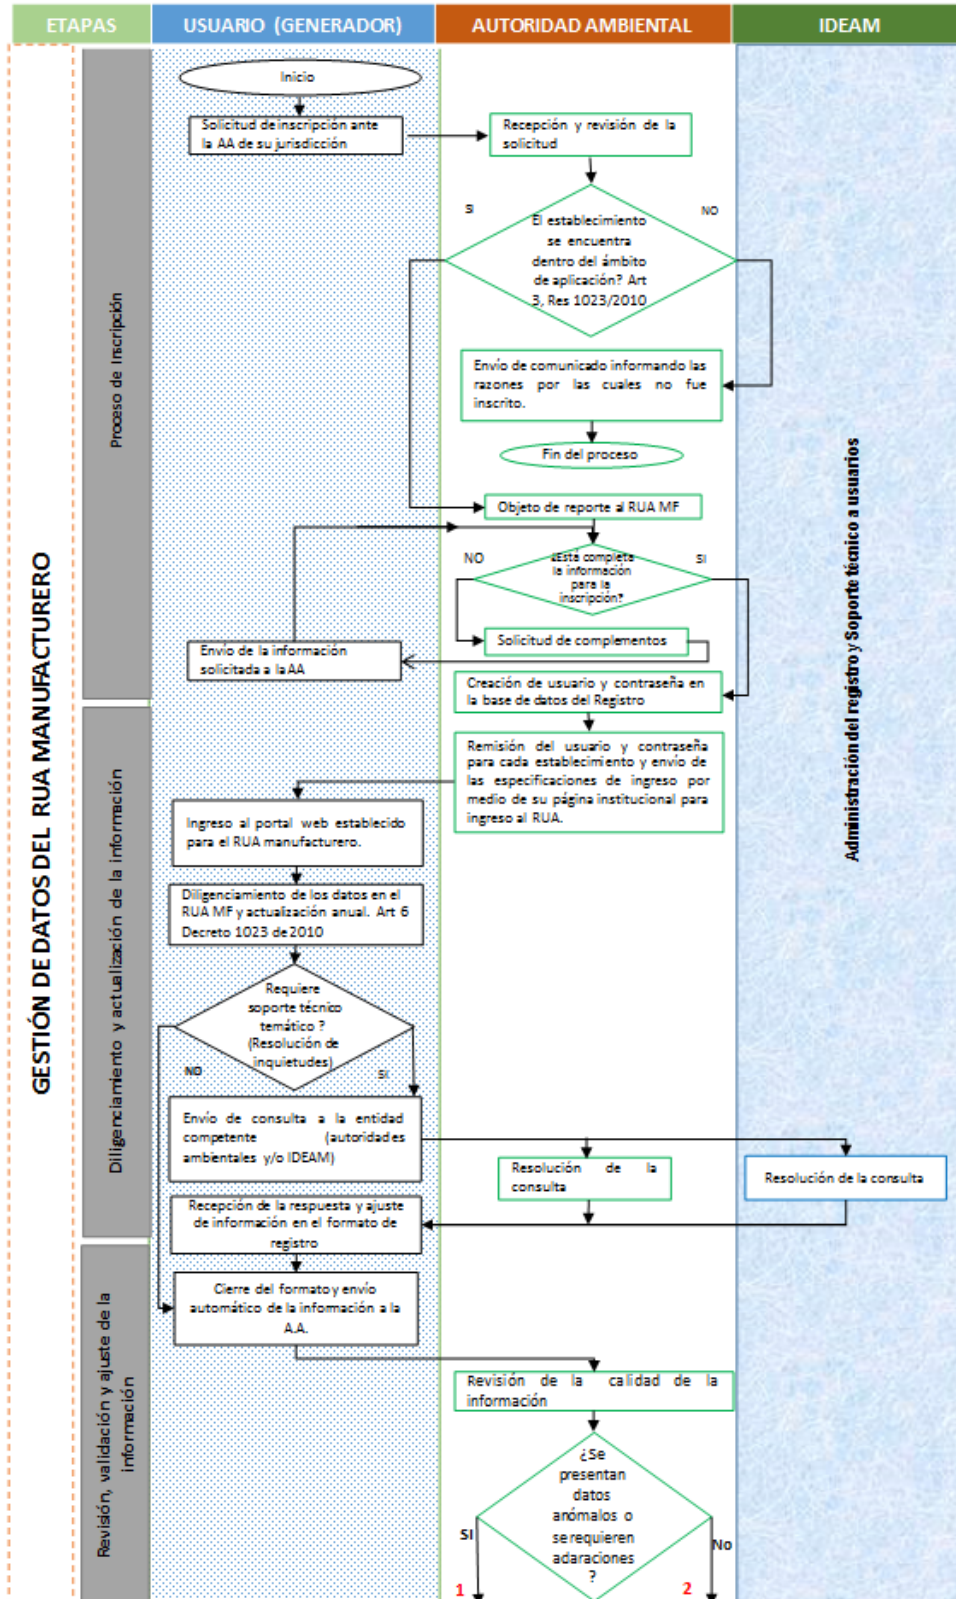 ETAPAS
USUARIO (GENERADOR)
AUTORIDAD AMBIENTAL
IDEAM
GESTIÓN DE DATOS DEL RUA MANUFACTURERO
Proceso de Inscripción
Inicio
Solicitud de inscripción ante
la AA de su jurisdicción
Recepción y revisión de la
solicitud
SI
NO
El establecimiento
se encuentra
dentro del ámbito
de aplicación? Art
3, Res 1023/2010
Envío de comunicado informando las
razones por las cuales no fue
inscrito.
Fin del proceso
Objeto de reporte al RUA MF
NO
SI
¿Está completa
la información
para la
inscripción?
Solicitud de complementos
Envío de la información
solicitada a la AA
Creación de usuario y contraseña en
la base de datos del Registro
Administración del registro y Soporte técnico a usuarios
Diligenciamiento y actualización de la información
Remisión del usuario y contraseña
para cada establecimiento y envío de
las especificaciones de ingreso por
medio de su página institucional para
ingreso al RUA.
Ingreso al portal web establecido
para el RUA manufacturero.
Diligenciamiento de los datos en el
RUA MF y actualización anual. Art 6
Decreto 1023 de 2010
Requiere
soporte técnico
temático ?
(Resolución de
inquietudes)
NO
SI
Envío de consulta a la entidad
competente (autoridades
ambientales y/o IDEAM)
Resolución de la
consulta
Resolución de la consulta
Recepción de la respuesta y ajuste
de información en el formato de
registro
Revisión, validación y ajuste de la
información
Cierre del formato y envío
automático de la información a la
A.A.
Revisión de la calidad de la
información
¿Se
presentan
datos
anómalos o
se requieren
adaraciones
?
SI
No
1
2